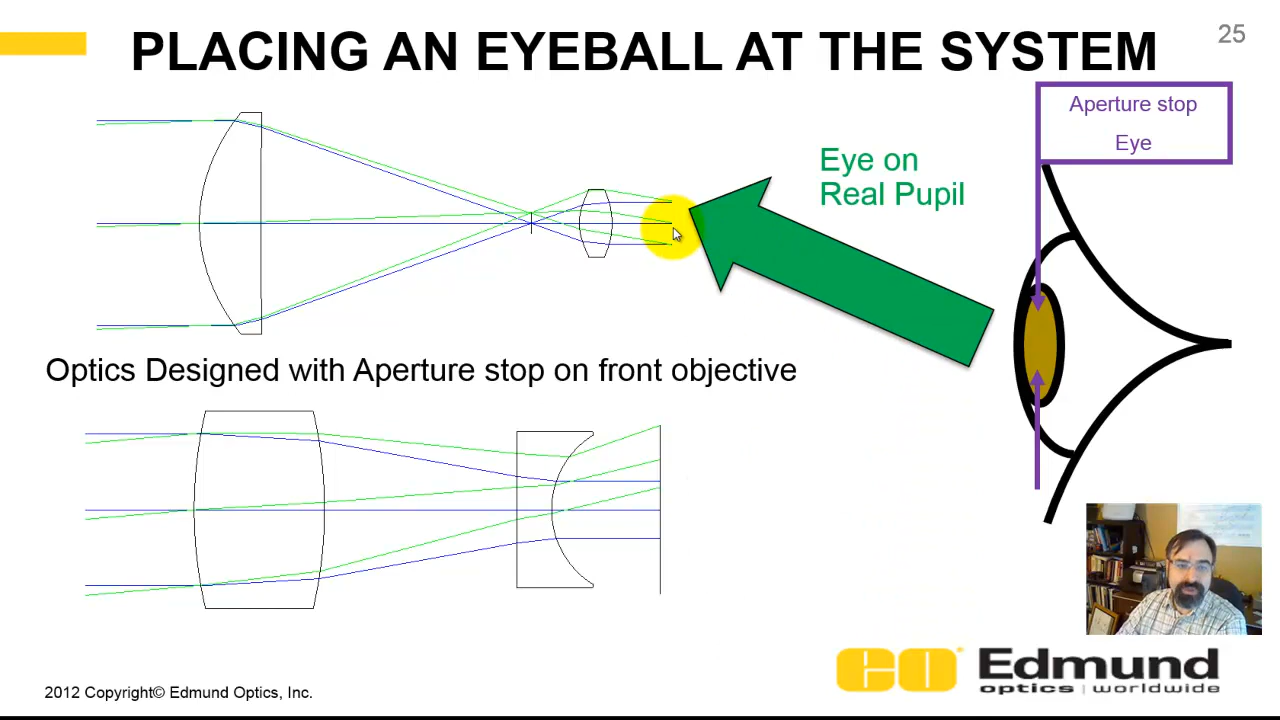 PLACING AN EYEBALL AT THE SYSTEM
25
Aperture stop
Eye
Eye on
Real Pupil
Optics Designed with Aperture stop on front objective
EO Edmund
optics | worldwide
2012 Copyright© Edmund Optics, Inc.